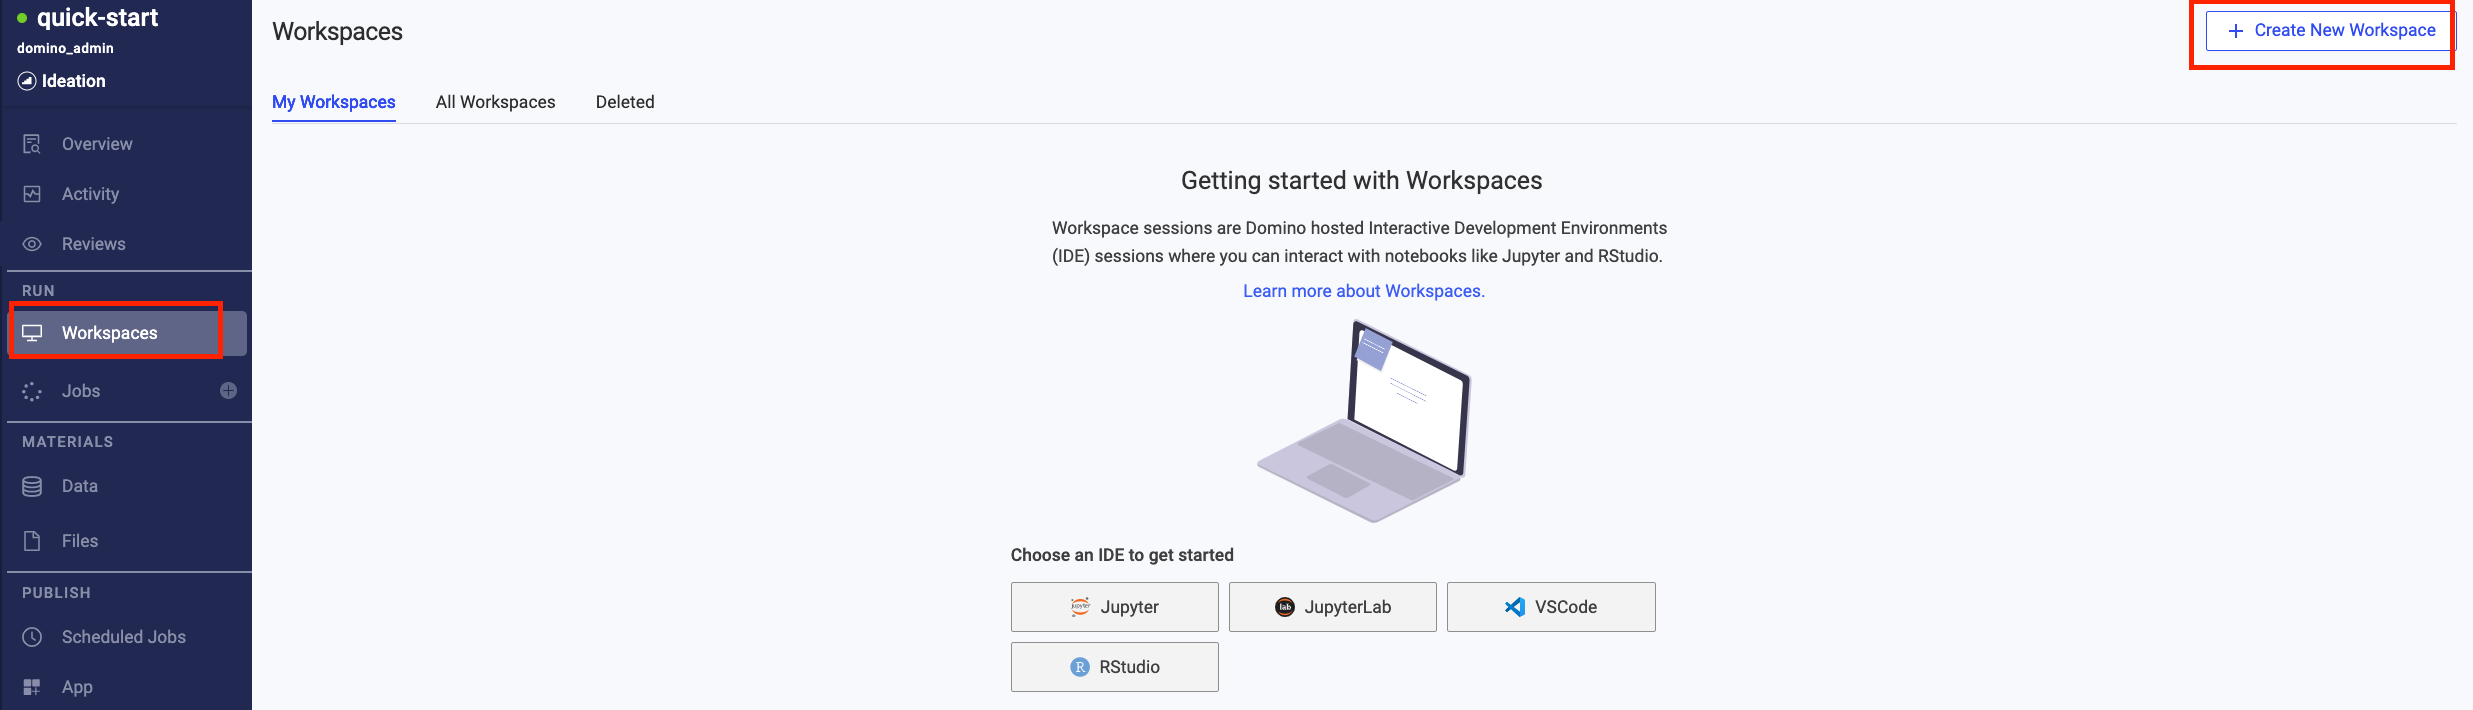 quick-start
domino_admin
Ideation
Overview
Activity
Reviews
RUN
Workspaces
Jobs
MATERIALS
Data
Files
PUBLISH
Scheduled Jobs
App
Workspaces
+ Create New Workspace
My Workspaces All Workspaces Deleted
Getting started with Workspaces
Workspace sessions are Domino hosted Interactive Development Environments
(IDE) sessions where you can interact with notebooks like Jupyter and RStudio.
Learn more about Workspaces.
Choose an IDE to get started
jupyter Jupyter
lab JupyterLab
VSCode
R RStudio